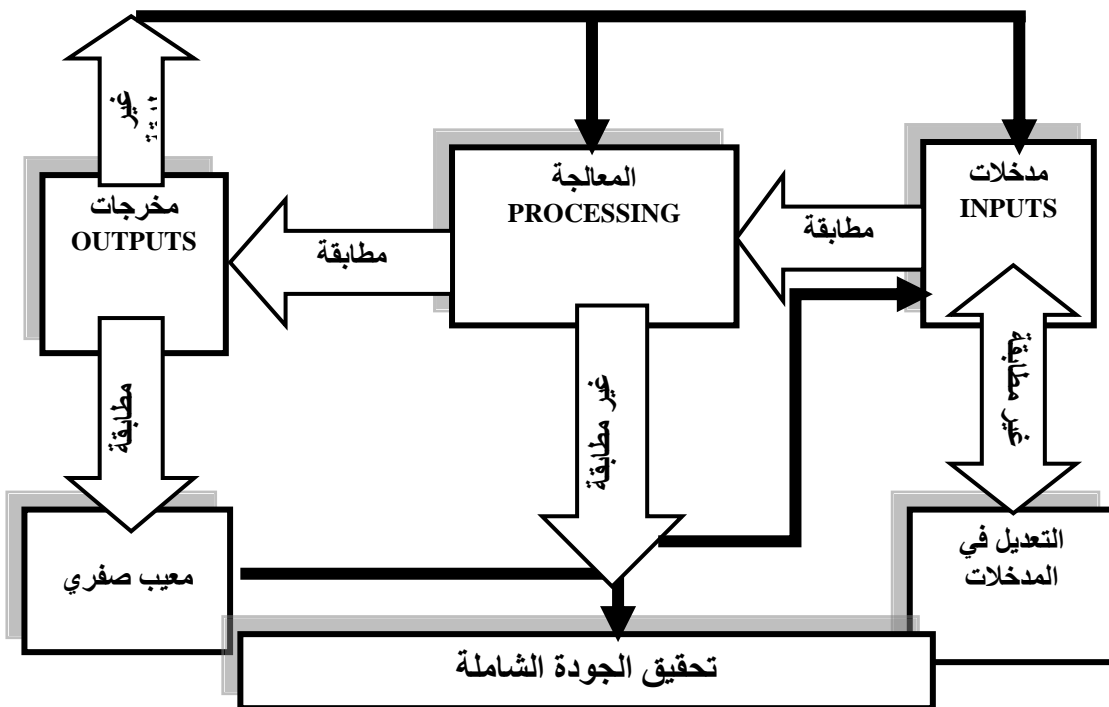 غير
مدخلات
INPUTS
مطابقة
المعالجة
PROCESSING
مطابقة
مخرجات
OUTPUTS
غير مطابقة
غير مطابقة
مطابقة
التعديل في
المدخلات
معيب صفري
تحقيق الجودة الشاملة